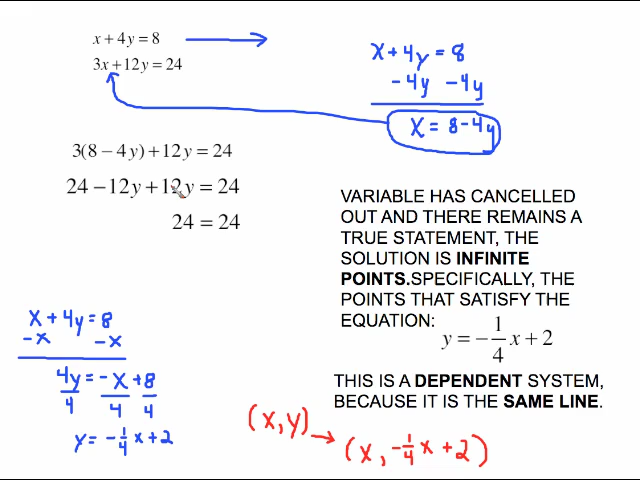 x + 4y = 8
3x + 12y = 24
x + 4y = 8
- 4y - 4y
x = 8 - 4y
3(8 − 4y) + 12y = 24
24 − 12y + 12y = 24
24 = 24
VARIABLE HAS CANCELLED
OUT AND THERE REMAINS A
TRUE STATEMENT, THE
SOLUTION IS INFINITE
POINTS.SPECIFICALLY, THE
POINTS THAT SATISFY THE
EQUATION:
y = −1/4 x + 2
THIS IS A DEPENDENT SYSTEM,
BECAUSE IT IS THE SAME LINE.
x + 4y = 8
-x -x
4y = -x + 8
4 4 4
y = -1/4 x + 2
(x, y) → (x, -1/4 x + 2)